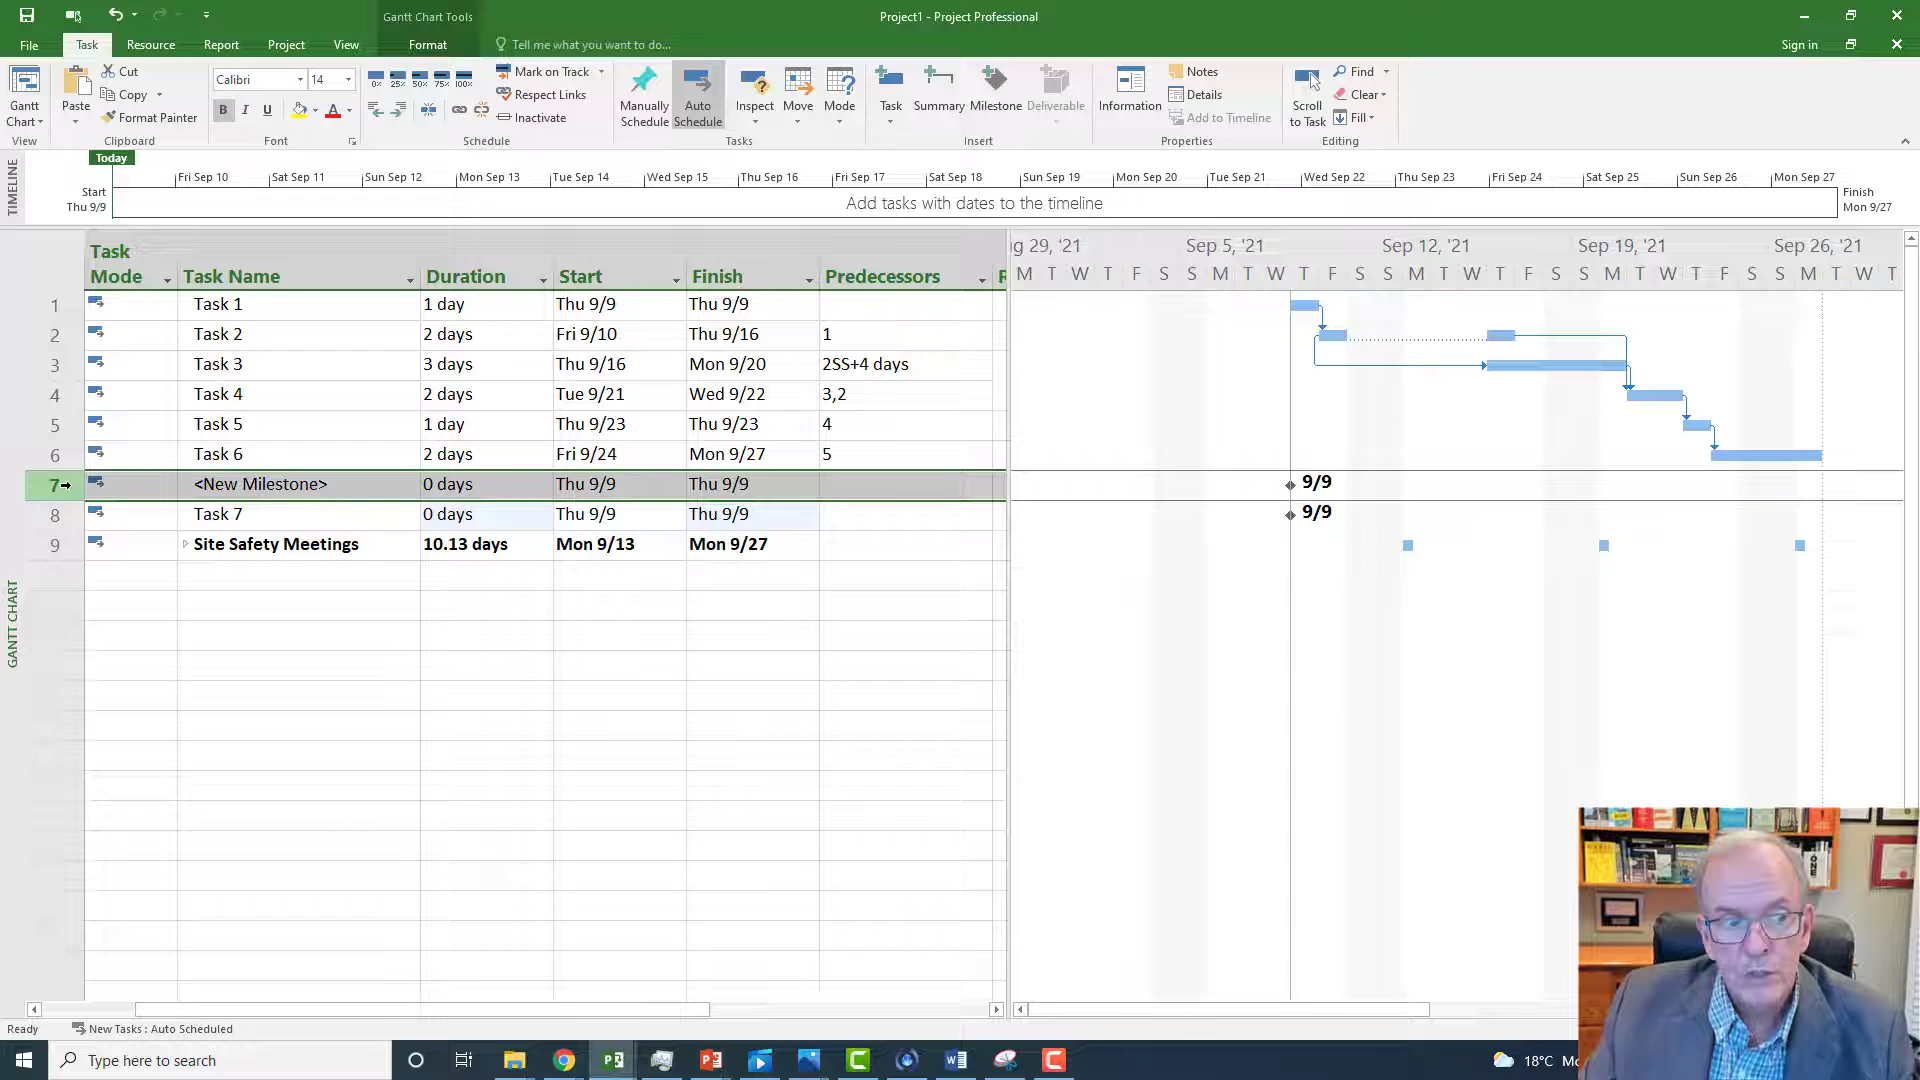 Gantt Chart Tools
Project1 - Project Professional
File Task Resource Report Project View Format Tell me what you want to do... Sign in
Gantt Chart
View
Paste
Cut
Copy
Format Painter
Clipboard
Calibri 14
B I U A
Font
0% 25% 50% 75% 100%
Mark on Track
Respect Links
Inactivate
Schedule
Manually Schedule
Auto Schedule
Inspect
Move
Mode
Tasks
Task
Summary
Milestone
Deliverable
Insert
Information
Notes
Details
Add to Timeline
Properties
Scroll to Task
Find
Clear
Fill
Editing
TIMELINE
Today
Start
Thu 9/9
Fri Sep 10 Sat Sep 11 Sun Sep 12 Mon Sep 13 Tue Sep 14 Wed Sep 15 Thu Sep 16 Fri Sep 17 Sat Sep 18 Sun Sep 19 Mon Sep 20 Tue Sep 21 Wed Sep 22 Thu Sep 23 Fri Sep 24 Sat Sep 25 Sun Sep 26 Mon Sep 27
Add tasks with dates to the timeline
Finish
Mon 9/27
GANTT CHART
Task Mode Task Name Duration Start Finish Predecessors R
1 Task 1 1 day Thu 9/9 Thu 9/9
2 Task 2 2 days Fri 9/10 Thu 9/16 1
3 Task 3 3 days Thu 9/16 Mon 9/20 2SS+4 days
4 Task 4 2 days Tue 9/21 Wed 9/22 3,2
5 Task 5 1 day Thu 9/23 Thu 9/23 4
6 Task 6 2 days Fri 9/24 Mon 9/27 5
7 <New Milestone> 0 days Thu 9/9 Thu 9/9
8 Task 7 0 days Thu 9/9 Thu 9/9
9 Site Safety Meetings 10.13 days Mon 9/13 Mon 9/27
ng 29, '21 Sep 5, '21 Sep 12, '21 Sep 19, '21 Sep 26, '21
M T W T F S S M T W T F S S M T W T F S S M T W T F S S M T W T
9/9
9/9
Ready New Tasks : Auto Scheduled
Type here to search
18°C